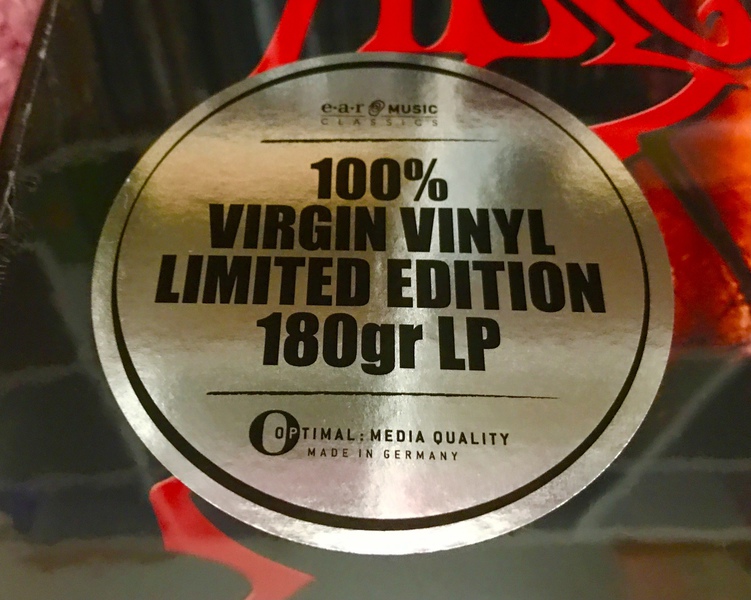 e·a·r MUSIC
CLASSICS
100%
VIRGIN VINYL
LIMITED EDITION
180gr LP
OPTIMAL: MEDIA QUALITY
MADE IN GERMANY